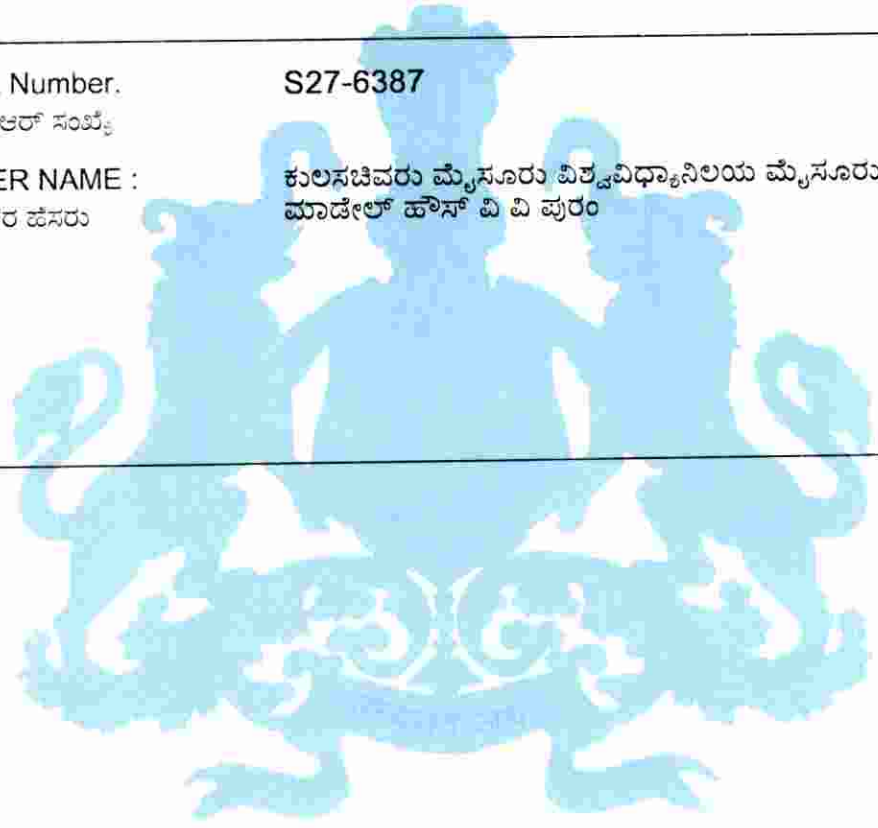 Number. S27-6387
ಆರ್ ಸಂಖ್ಯೆ
ER NAME : ಕುಲಸಚಿವರು ಮೈಸೂರು ವಿಶ್ವವಿಧ್ಯಾನಿಲಯ ಮೈಸೂರು
ರ ಹೆಸರು ಮಾಡೇಲ್ ಹೌಸ್ ವಿ ವಿ ಪುರಂ